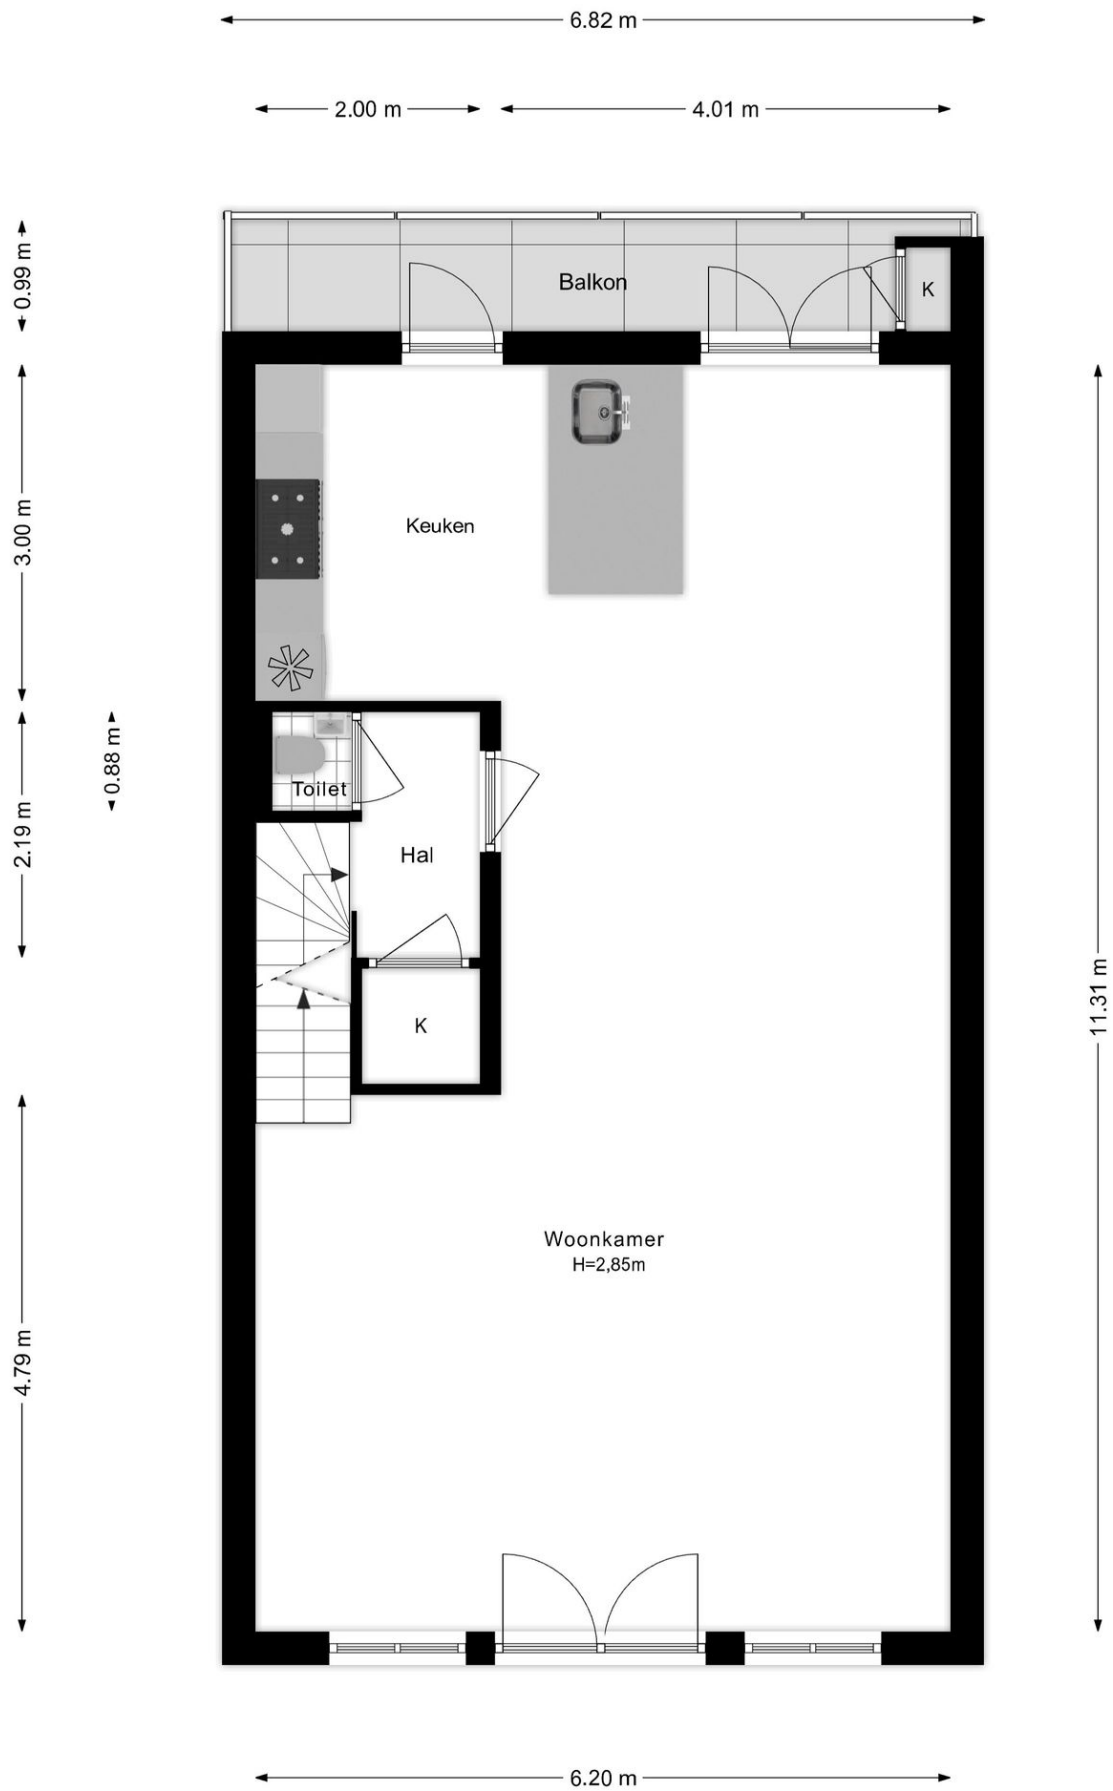 6.82 m
2.00 m
4.01 m
0.99 m
Balkon
K
3.00 m
Keuken
0.88 m
Toilet
2.19 m
Hal
11.31 m
K
Woonkamer
H=2,85m
4.79 m
6.20 m